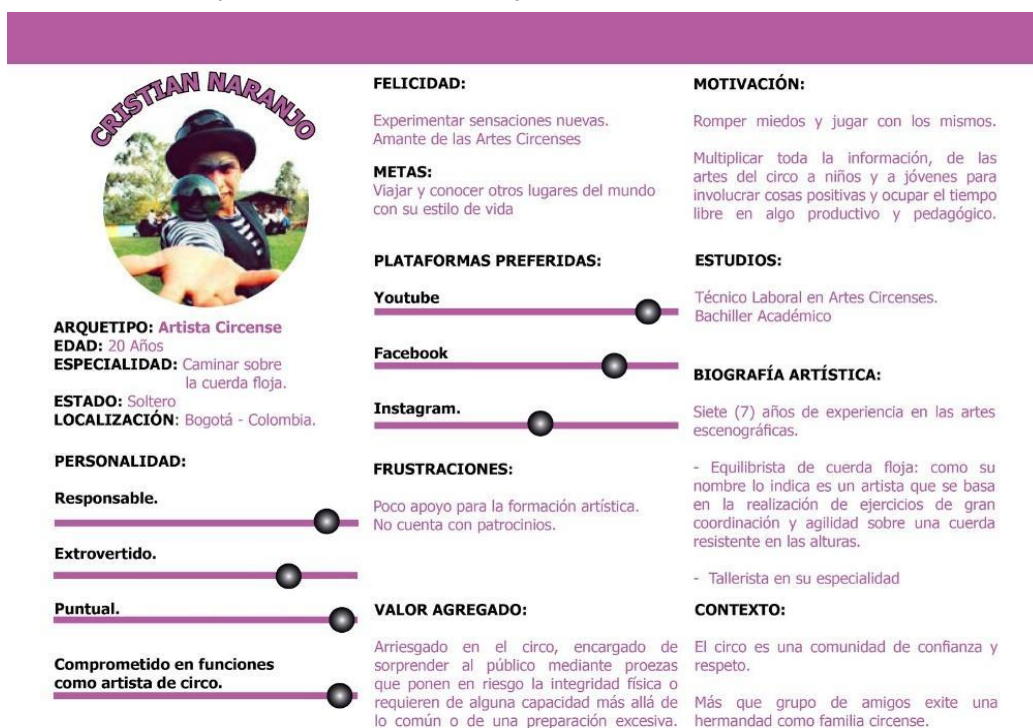 CRISTIAN NARANJO
ARQUETIPO: Artista Circense
EDAD: 20 Años
ESPECIALIDAD: Caminar sobre
la cuerda floja.
ESTADO: Soltero
LOCALIZACIÓN: Bogotá - Colombia.
PERSONALIDAD:
Responsable.
Extrovertido.
Puntual.
Comprometido en funciones
como artista de circo.
FELICIDAD:
Experimentar sensaciones nuevas.
Amante de las Artes Circenses
METAS:
Viajar y conocer otros lugares del mundo
con su estilo de vida
PLATAFORMAS PREFERIDAS:
Youtube
Facebook
Instagram.
FRUSTRACIONES:
Poco apoyo para la formación artística.
No cuenta con patrocinios.
VALOR AGREGADO:
Arriesgado en el circo, encargado de
sorprender al público mediante proezas
que ponen en riesgo la integridad física o
requieren de alguna capacidad más allá de
lo común o de una preparación excesiva.
MOTIVACIÓN:
Romper miedos y jugar con los mismos.
Multiplicar toda la información, de las
artes del circo a niños y a jóvenes para
involucrar cosas positivas y ocupar el tiempo
libre en algo productivo y pedagógico.
ESTUDIOS:
Técnico Laboral en Artes Circenses.
Bachiller Académico
BIOGRAFÍA ARTÍSTICA:
Siete (7) años de experiencia en las artes
escenográficas.
- Equilibrista de cuerda floja: como su
nombre lo indica es un artista que se basa
en la realización de ejercicios de gran
coordinación y agilidad sobre una cuerda
resistente en las alturas.
- Tallerista en su especialidad
CONTEXTO:
El circo es una comunidad de confianza y
respeto.
Más que grupo de amigos exite una
hermandad como familia circense.